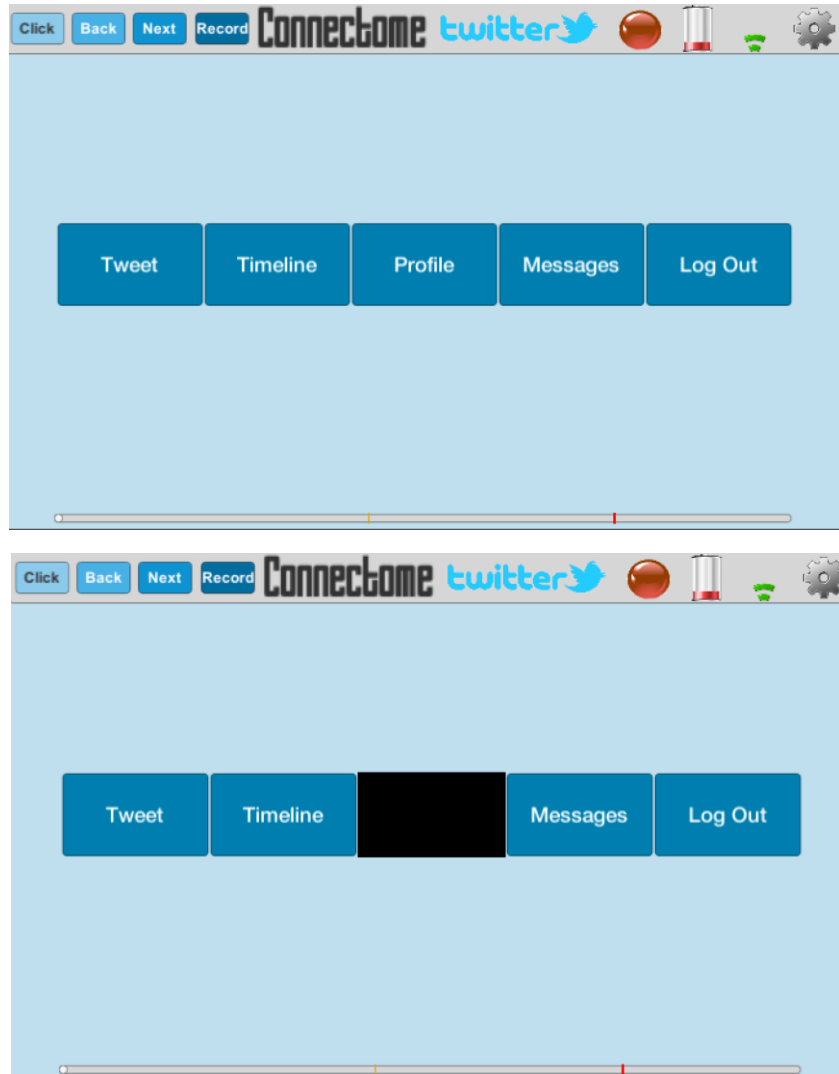 Click Back Next Record Connectome twitter
Tweet Timeline Profile Messages Log Out
Click Back Next Record Connectome twitter
Tweet Timeline Messages Log Out